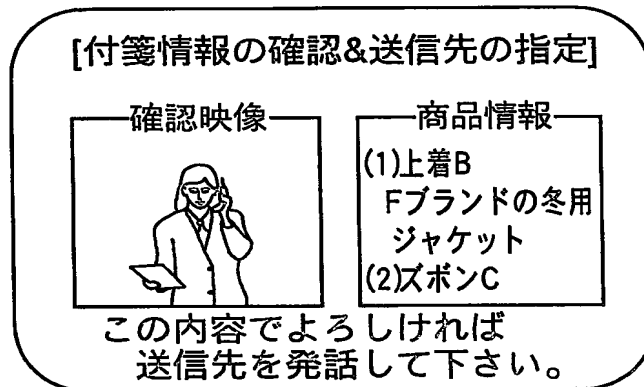 [付箋情報の確認&送信先の指定]
確認映像
商品情報
(1)上着B
Fブランドの冬用
ジャケット
(2)ズボンC
この内容でよろしければ
送信先を発話して下さい。